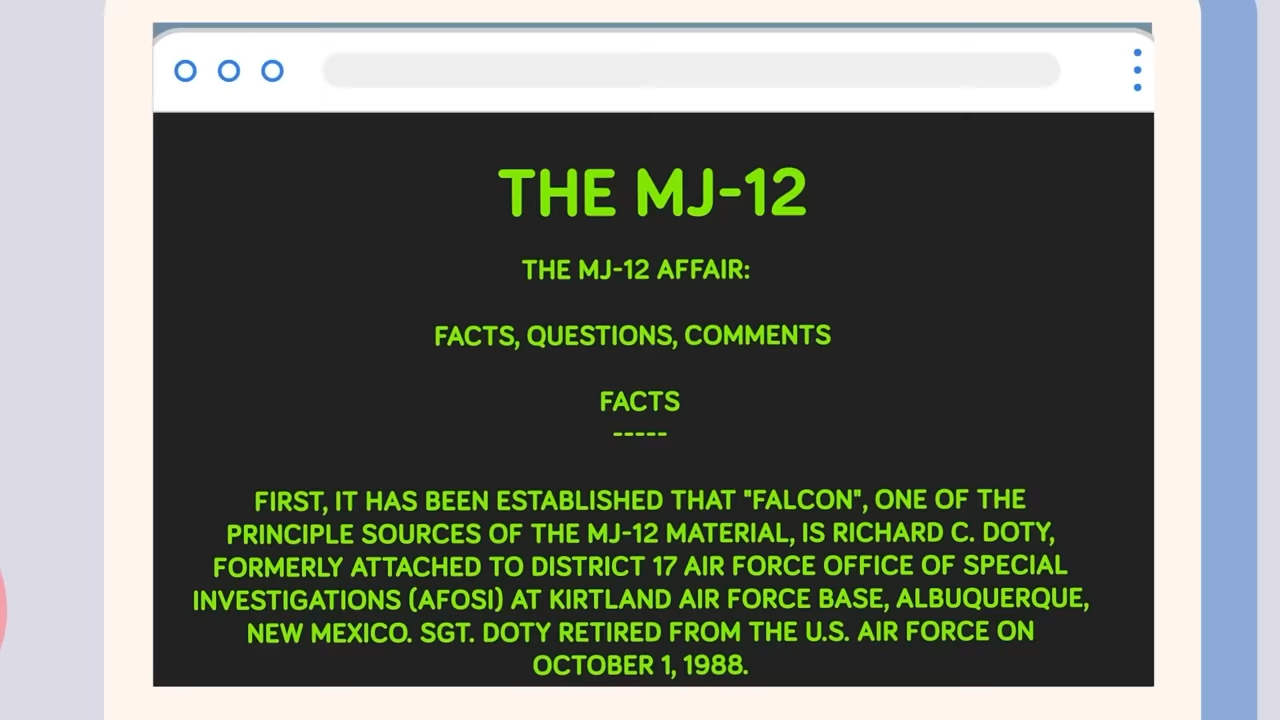 THE MJ-12
THE MJ-12 AFFAIR:
FACTS, QUESTIONS, COMMENTS
FACTS
-----
FIRST, IT HAS BEEN ESTABLISHED THAT "FALCON", ONE OF THE
PRINCIPLE SOURCES OF THE MJ-12 MATERIAL, IS RICHARD C. DOTY,
FORMERLY ATTACHED TO DISTRICT 17 AIR FORCE OFFICE OF SPECIAL
INVESTIGATIONS (AFOSI) AT KIRTLAND AIR FORCE BASE, ALBUQUERQUE,
NEW MEXICO. SGT. DOTY RETIRED FROM THE U.S. AIR FORCE ON
OCTOBER 1, 1988.